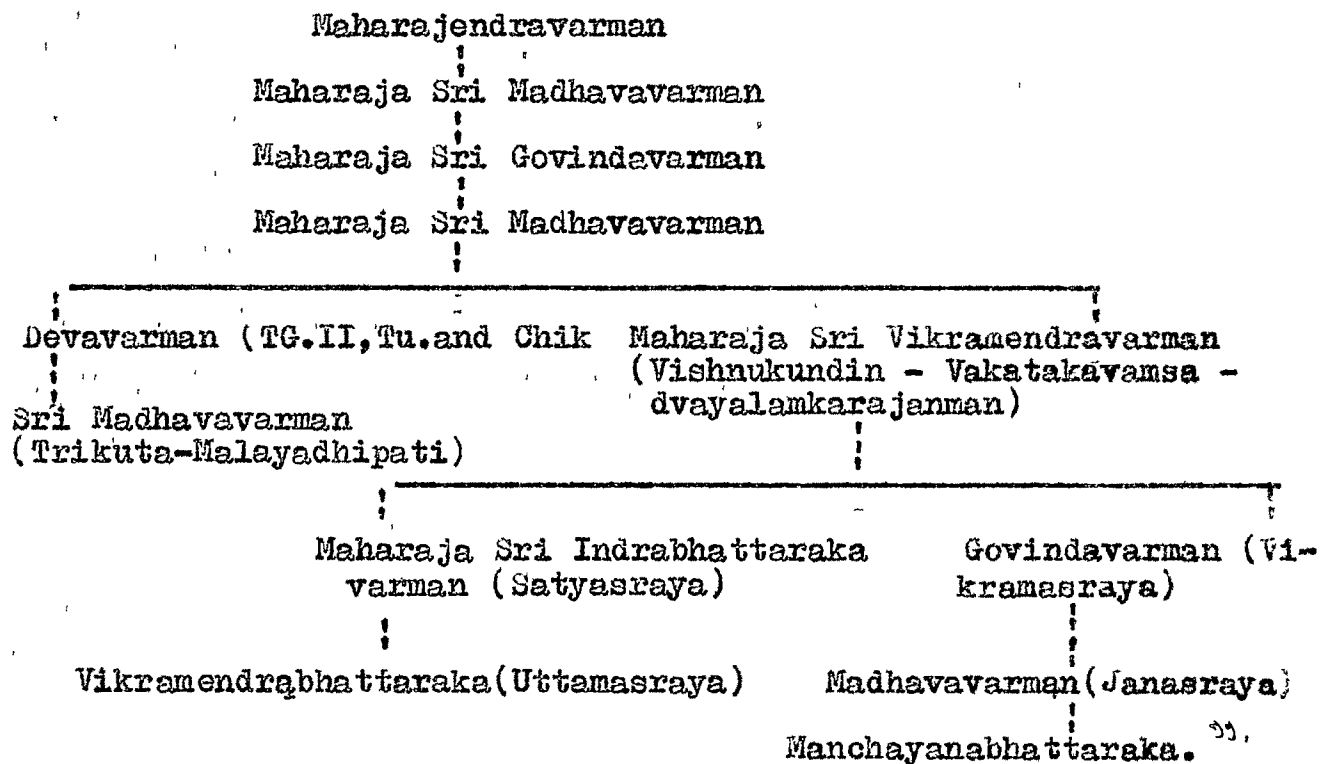 Maharajendravarman
Maharaja Sri Madhavavarman
Maharaja Sri Govindavarman
Maharaja Sri Madhavavarman
Devavarman (TG.II,Tu.and Chik
Sri Madhavavarman
(Trikuta-Malayadhipati)
Maharaja Sri Vikramendravarman
(Vishnukundin - Vakatakavamsa -
dvayalamkarajanman)
Maharaja Sri Indrabhattaraka
varman (Satyasraya)
Govindavarman (Vi-
kramasraya)
Vikramendrabhattaraka(Uttamasraya)
Madhavavarman(Janasraya)
Manchayanabhattaraka. 99.